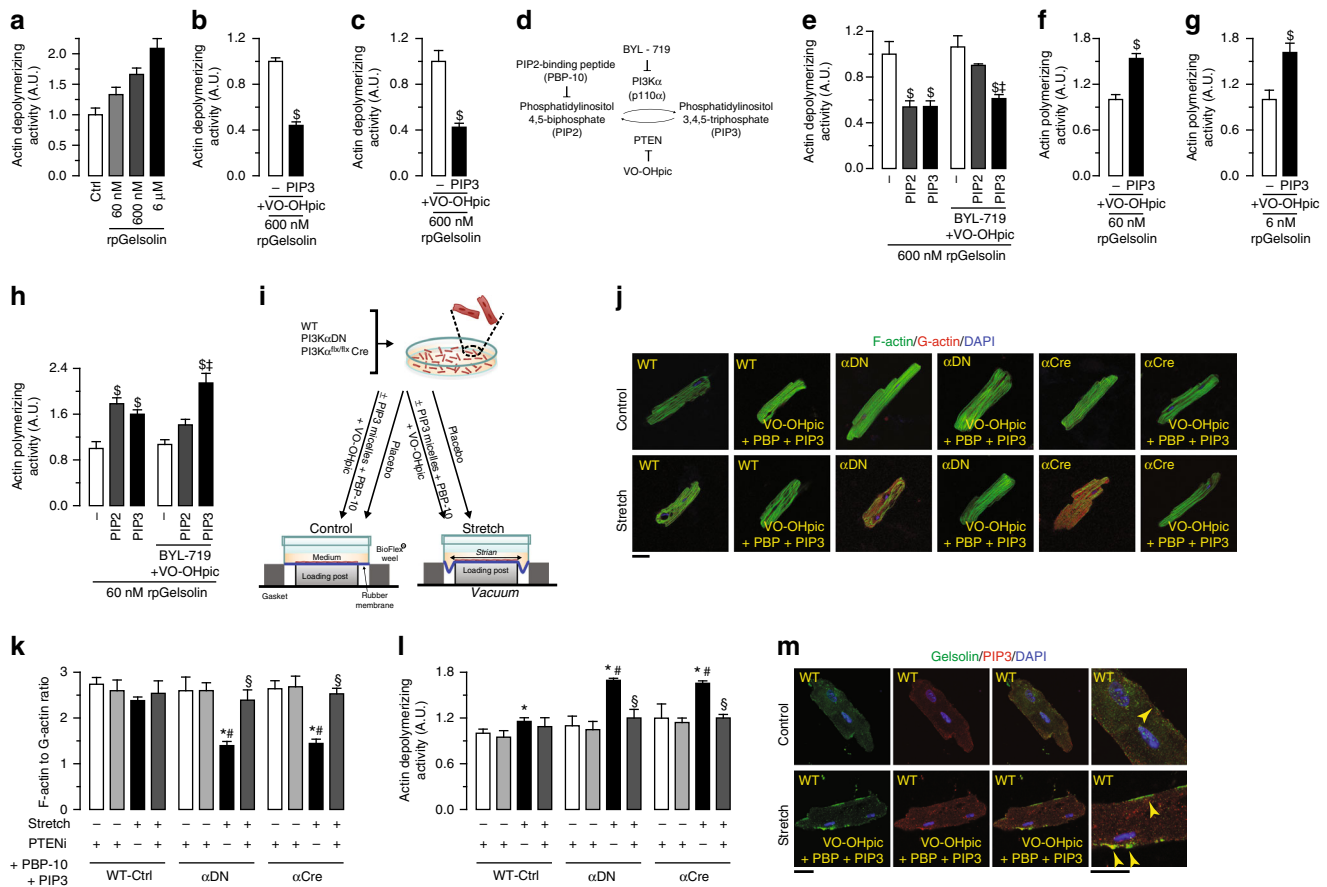 a
Actin depolymerizing
activity (A.U.)
2.0
1.5
1.0
0.5
0.0
Ctrl
60 nM
600 nM
6 μM
rpGelsolin
b
Actin depolymerizing
activity (A.U.)
1.2
0.8
0.4
0.0
$
– PIP3
+VO-OHpic
600 nM
rpGelsolin
c
Actin depolymerizing
activity (A.U.)
1.2
0.8
0.4
0.0
$
– PIP3
+VO-OHpic
600 nM
rpGelsolin
d
BYL - 719
PIP2-binding peptide
(PBP-10)
PI3Kα
(p110α)
Phosphatidylinositol
4,5-biphosphate
(PIP2)
Phosphatidylinositol
3,4,5-triphosphate
(PIP3)
PTEN
VO-OHpic
e
Actin depolymerizing
activity (A.U.)
1.2
0.8
0.4
0.0
$ $ $‡
– PIP2 PIP3 – PIP2 PIP3
BYL-719
+VO-OHpic
600 nM rpGelsolin
f
Actin polymerizing
activity (A.U.)
2.0
1.5
1.0
0.5
0.0
$
– PIP3
+VO-OHpic
60 nM
rpGelsolin
g
Actin polymerizing
activity (A.U.)
2.0
1.5
1.0
0.5
0.0
$
– PIP3
+VO-OHpic
6 nM
rpGelsolin
h
Actin polymerizing
activity (A.U.)
2.4
1.8
1.2
0.6
0.0
$ $ $‡
– PIP2 PIP3 – PIP2 PIP3
BYL-719
+VO-OHpic
60 nM rpGelsolin
i
WT
PI3KαDN
PI3Kαflx/flx Cre
± PIP3 micelles + PBP-10
+ VO-OHpic
Placebo
± PIP3 micelles + PBP-10
+ VO-OHpic
Placebo
Control
Stretch
Medium
BioFlex
weel
Strian
Loading post
Loading post
Gasket
Rubber
membrane
Vacuum
j
F-actin/G-actin/DAPI
Control
WT
WT
VO-OHpic
+ PBP + PIP3
αDN
αDN
VO-OHpic
+ PBP + PIP3
αCre
αCre
VO-OHpic
+ PBP + PIP3
Stretch
WT
WT
VO-OHpic
+ PBP + PIP3
αDN
αDN
VO-OHpic
+ PBP + PIP3
αCre
αCre
VO-OHpic
+ PBP + PIP3
k
F-actin to G-actin ratio
3
2
1
0
*# § *# §
Stretch – – + + – – + + – – + +
PTENi – + – + – + – + – + – +
+ PBP-10
+ PIP3
WT-Ctrl αDN αCre
l
Actin depolymerizing
activity (A.U.)
1.8
1.2
0.6
0.0
* *# § *# §
– – + + – – + + – – + +
– + – + – + – + – + – +
WT-Ctrl αDN αCre
m
Gelsolin/PIP3/DAPI
Control
WT WT WT WT
Stretch
WT WT WT WT
VO-OHpic
+ PBP + PIP3
VO-OHpic
+ PBP + PIP3
VO-OHpic
+ PBP + PIP3